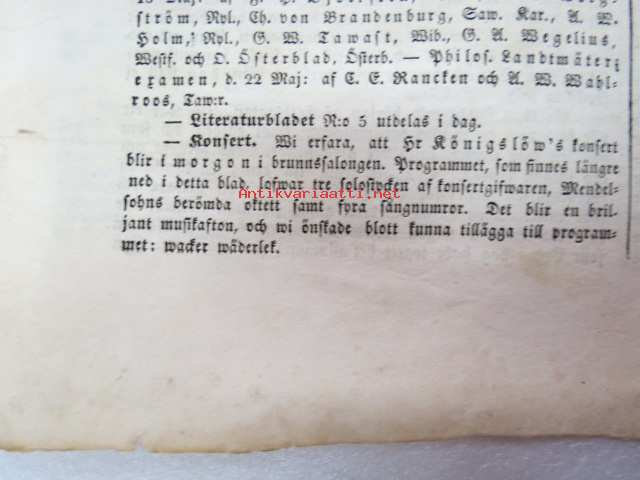 ström, Nyl., Th. von Brandenburg, Saw. Kar., A. W.
Holm, Nyl., G. W. Tawast, Wib., G. A. Wegelius,
Westf. och O. Österblad, Österb. — Philos. Landtmäteri
examen, d. 22 Maj: af C. E. Rancken och A. W. Wahl-
roos, Taw:r.
— Literaturbladet N:o 5 utdelas i dag.
— Konsert. Wi erfara, att Hr Königslöw's konsert
blir i morgon i brunnssalongen. Programmet, som finnes längre
ned i detta blad, lofwar tre solostycken af konsertgifwaren, Mendel-
sohns berömda oktett samt fyra sångnumror. Det blir en bril-
jant musikafton, och wi önskade blott kunna tillägga till program-
met: wacker wäderlek.
Antikvariaatti.net